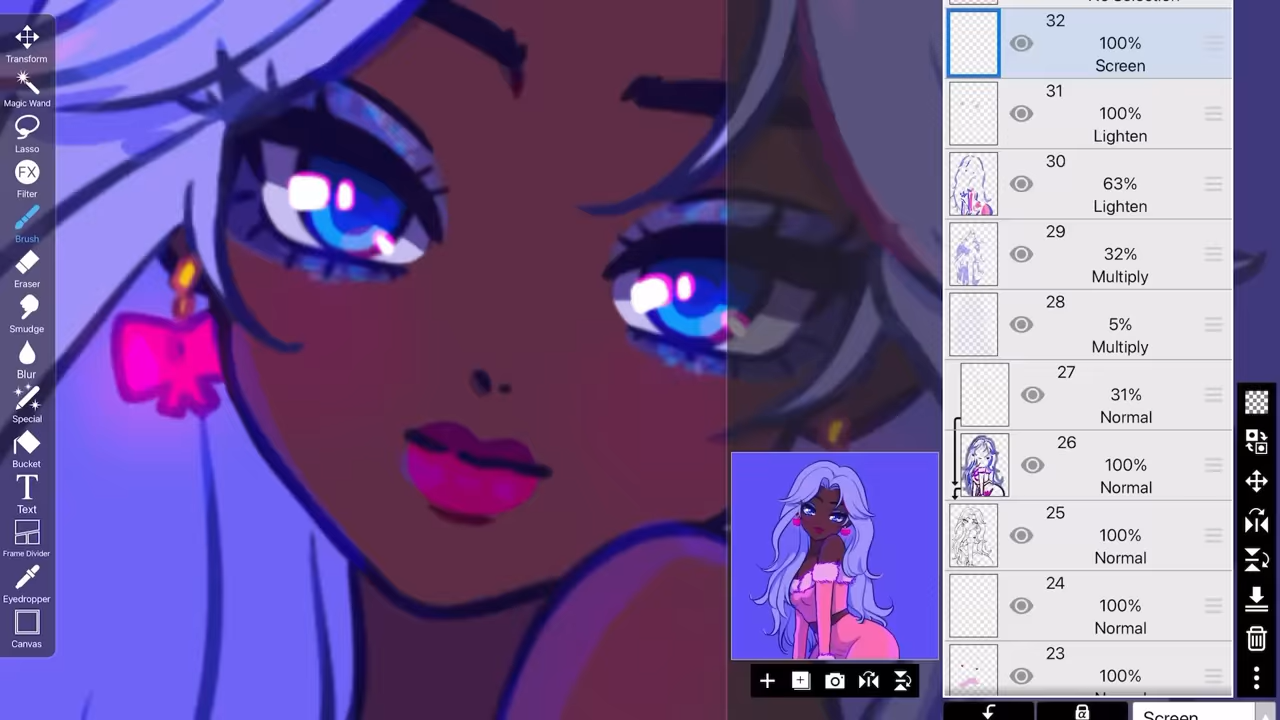 Transform
Magic Wand
Lasso
FX
Filter
Brush
Eraser
Smudge
Blur
Special
Bucket
T
Text
Frame Divider
Eyedropper
Canvas
No Selection
32
100%
Screen
31
100%
Lighten
30
63%
Lighten
29
32%
Multiply
28
5%
Multiply
27
31%
Normal
26
100%
Normal
25
100%
Normal
24
100%
Normal
23
100%
α
Screen